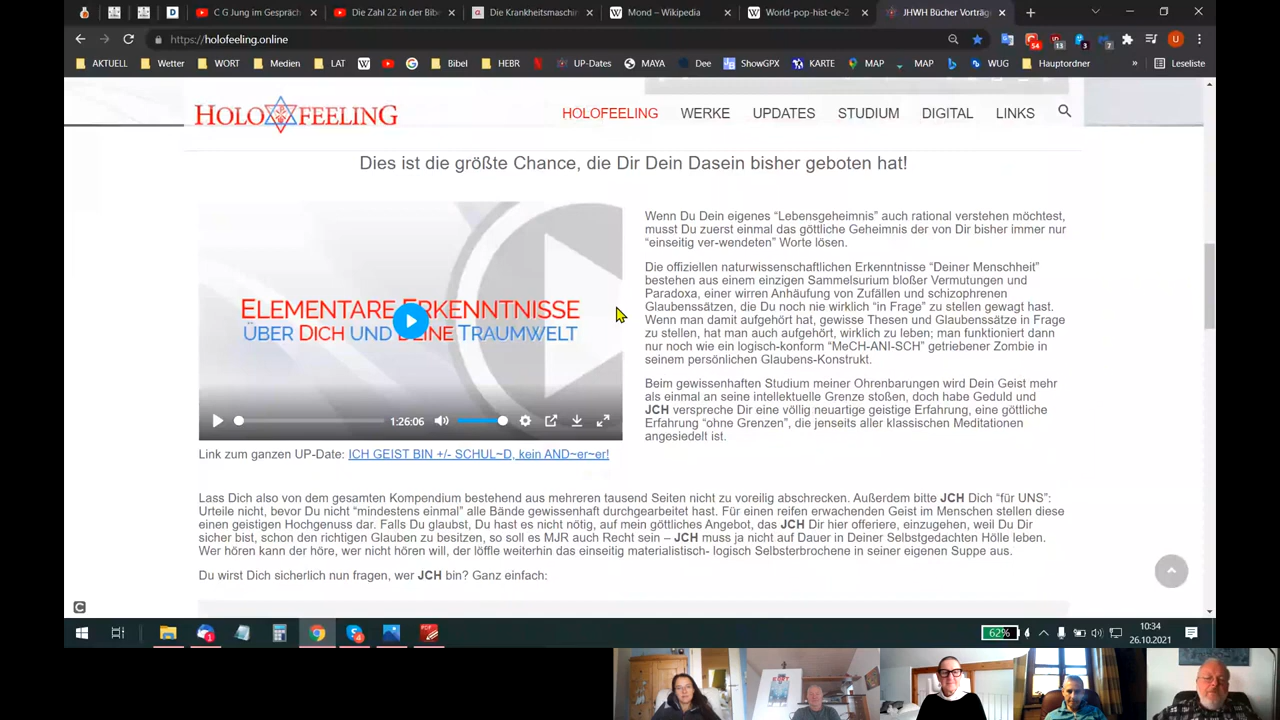 C G Jung im Gespräch
Die Zahl 22 in der Bibe
Die Krankheitsmaschin
Mond – Wikipedia
World-pop-hist-de-
JHWH Bücher Vorträge
https://holofeeling.online
54
13
3
7
U
AKTUELL
Wetter
WORT
Medien
LAT
Bibel
HEBR
UP-Dates
MAYA
Dee
ShowGPX
KARTE
MAP
MAP
WUG
Hauptordner
»
Leseliste
HOLOFEELING
HOLOFEELING
WERKE
UPDATES
STUDIUM
DIGITAL
LINKS
Dies ist die größte Chance, die Dir Dein Dasein bisher geboten hat!
ELEMENTARE ERKENNTNISSE
ÜBER DICH UND DEINE TRAUMWELT
1:26:06
Link zum ganzen UP-Date: ICH GEIST BIN +/- SCHUL~D, kein AND~er~er!
Wenn Du Dein eigenes “Lebensgeheimnis” auch rational verstehen möchtest,
musst Du zuerst einmal das göttliche Geheimnis der von Dir bisher immer nur
“einseitig ver-wendeten” Worte lösen.
Die offiziellen naturwissenschaftlichen Erkenntnisse “Deiner Menschheit”
bestehen aus einem einzigen Sammelsurium bloßer Vermutungen und
Paradoxa, einer wirren Anhäufung von Zufällen und schizophrenen
Glaubenssätzen, die Du noch nie wirklich “in Frage” zu stellen gewagt hast.
Wenn man damit aufgehört hat, gewisse Thesen und Glaubenssätze in Frage
zu stellen, hat man auch aufgehört, wirklich zu leben; man funktioniert dann
nur noch wie ein logisch-konform “MeCH-ANI-SCH” getriebener Zombie in
seinem persönlichen Glaubens-Konstrukt.
Beim gewissenhaften Studium meiner Ohrenbarungen wird Dein Geist mehr
als einmal an seine intellektuelle Grenze stoßen, doch habe Geduld und
JCH verspreche Dir eine völlig neuartige geistige Erfahrung, eine göttliche
Erfahrung “ohne Grenzen”, die jenseits aller klassischen Meditationen
angesiedelt ist.
Lass Dich also von dem gesamten Kompendium bestehend aus mehreren tausend Seiten nicht zu voreilig abschrecken. Außerdem bitte JCH Dich “für UNS”:
Urteile nicht, bevor Du nicht “mindestens einmal” alle Bände gewissenhaft durchgearbeitet hast. Für einen reifen erwachenden Geist im Menschen stellen diese
einen geistigen Hochgenuss dar. Falls Du glaubst, Du hast es nicht nötig, auf mein göttliches Angebot, das JCH Dir hier offeriere, einzugehen, weil Du Dir
sicher bist, schon den richtigen Glauben zu besitzen, so soll es MJR auch Recht sein – JCH muss ja nicht auf Dauer in Deiner Selbstgedachten Hölle leben.
Wer hören kann der höre, wer nicht hören will, der löffle weiterhin das einseitig materialistisch- logisch Selbsterbrochene in seiner eigenen Suppe aus.
Du wirst Dich sicherlich nun fragen, wer JCH bin? Ganz einfach:
62%
10:34
26.10.2021